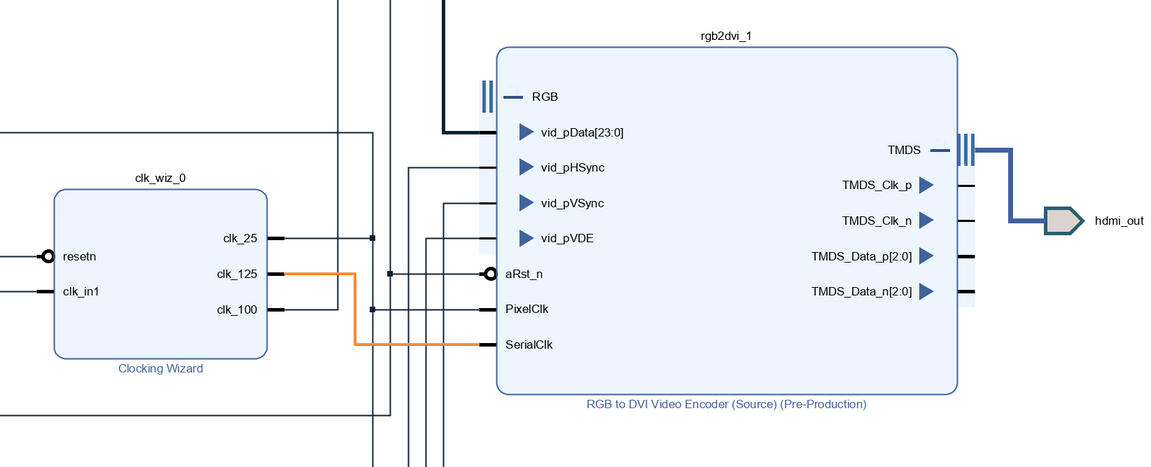 rgb2dvi_1
RGB
vid_pData[23:0]
TMDS
vid_pHSync
clk_wiz_0
TMDS_Clk_p
vid_pVSync
TMDS_Clk_n
clk_25
vid_pVDE
hdmi_out
resetn
TMDS_Data_p[2:0]
clk_125
aRst_n
clk_in1
TMDS_Data_n[2:0]
clk_100
PixelClk
SerialClk
Clocking Wizard
RGB to DVI Video Encoder (Source) (Pre-Production)